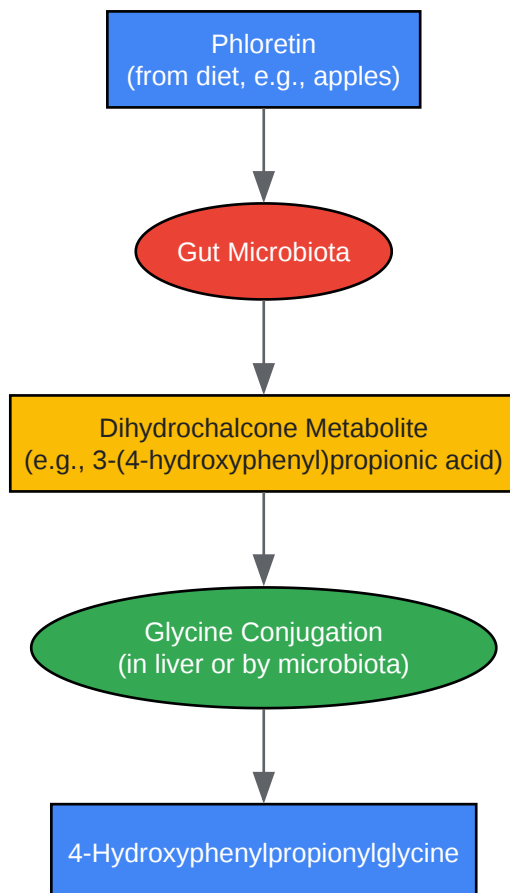 Phloretin
(from diet, e.g., apples)
Gut Microbiota
Dihydrochalcone Metabolite
(e.g., 3-(4-hydroxyphenyl)propionic acid)
Glycine Conjugation
(in liver or by microbiota)
4-Hydroxyphenylpropionylglycine